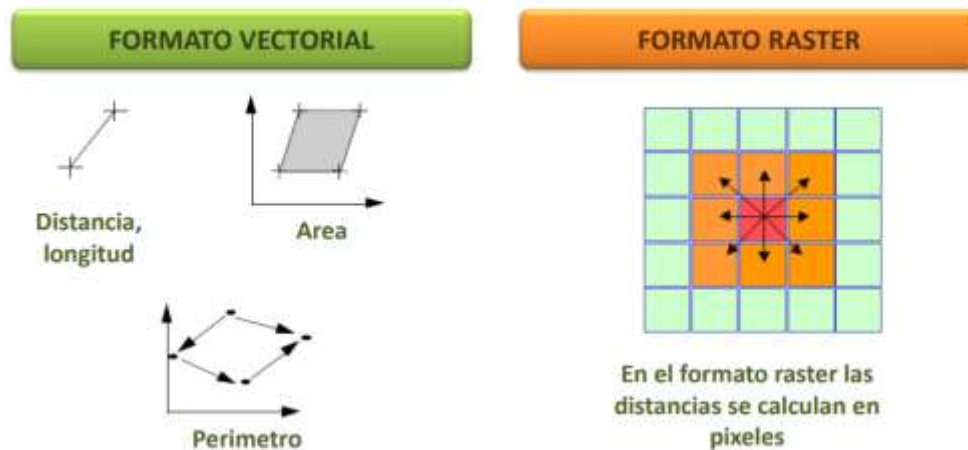 FORMATO VECTORIAL
FORMATO RASTER
Distancia,
longitud
Area
Perimetro
En el formato raster las
distancias se calculan en
pixeles